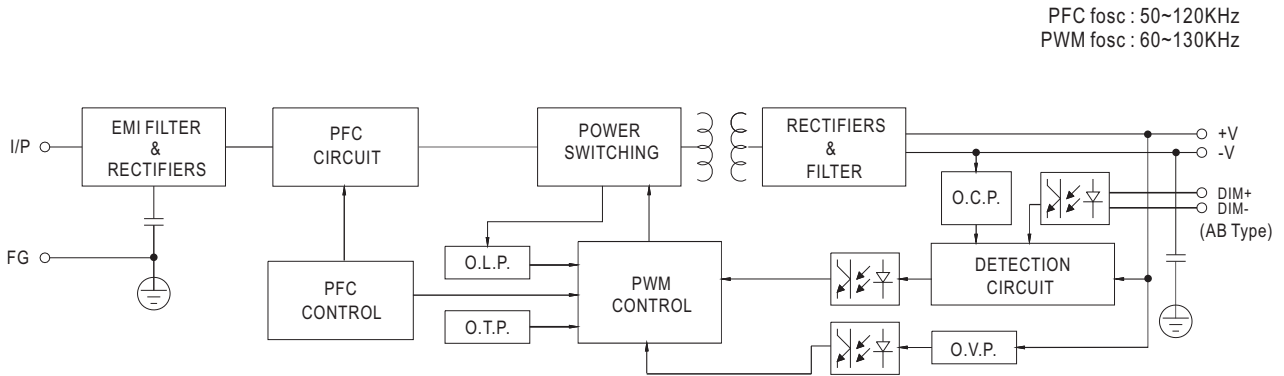 PFC fosc : 50~120KHz
PWM fosc : 60~130KHz
I/P
EMI FILTER
&
RECTIFIERS
PFC
CIRCUIT
POWER
SWITCHING
RECTIFIERS
&
FILTER
+V
-V
O.C.P.
DIM+
DIM-
(AB Type)
FG
O.L.P.
PFC
CONTROL
PWM
CONTROL
DETECTION
CIRCUIT
O.T.P.
O.V.P.